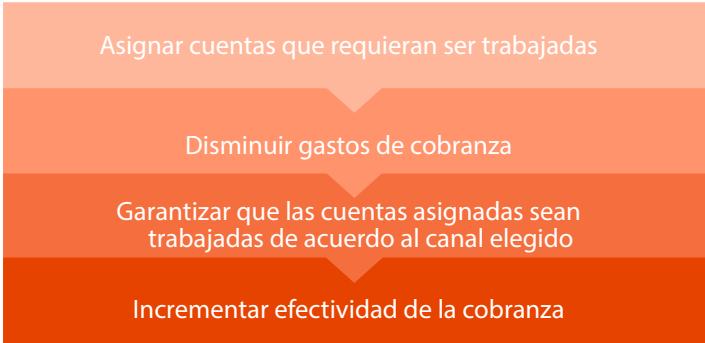 Asignar cuentas que requieran ser trabajadas
Disminuir gastos de cobranza
Garantizar que las cuentas asignadas sean
trabajadas de acuerdo al canal elegido
Incrementar efectividad de la cobranza